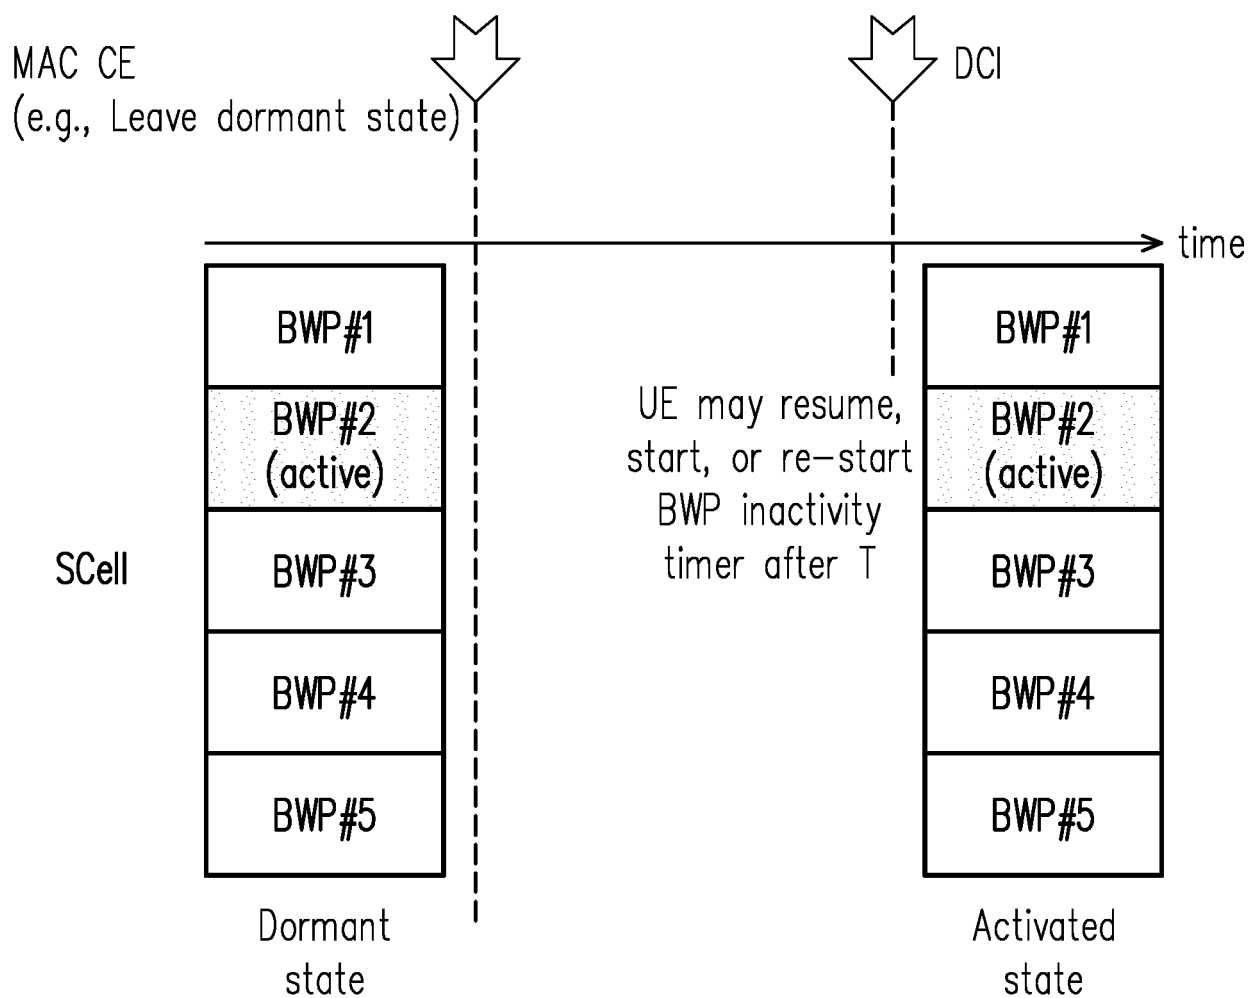 MAC CE
(e.g., Leave dormant state)
DCI
time
BWP#1
BWP#2
(active)
BWP#3
BWP#4
BWP#5
SCell
Dormant
state
UE may resume,
start, or re-start
BWP inactivity
timer after T
BWP#1
BWP#2
(active)
BWP#3
BWP#4
BWP#5
Activated
state